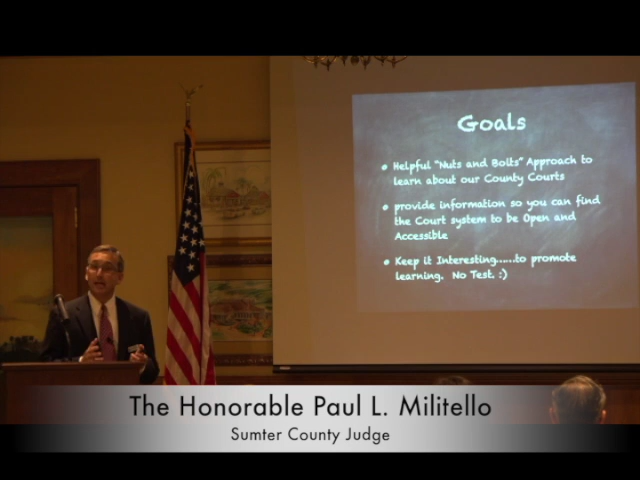 Goals
• Helpful "Nuts and Bolts" Approach to
learn about our County Courts
• provide information so you can find
the Court system to be Open and
Accessible
• Keep it Interesting......to promote
learning. No Test. :)
The Honorable Paul L. Militello
Sumter County Judge